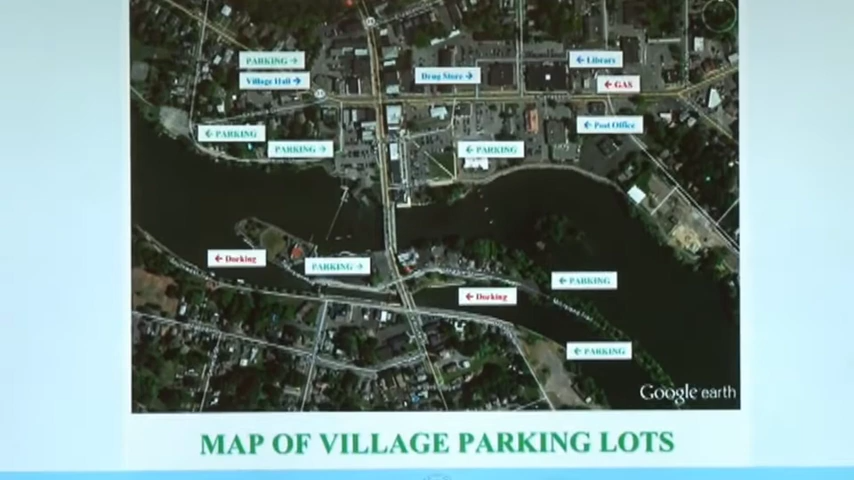 PARKING →
Village Hall →
Drug Store →
← Library
← GAS
← PARKING
PARKING →
← PARKING
← Post Office
← Docking
PARKING →
← Docking
← PARKING
← PARKING
Google earth
MAP OF VILLAGE PARKING LOTS